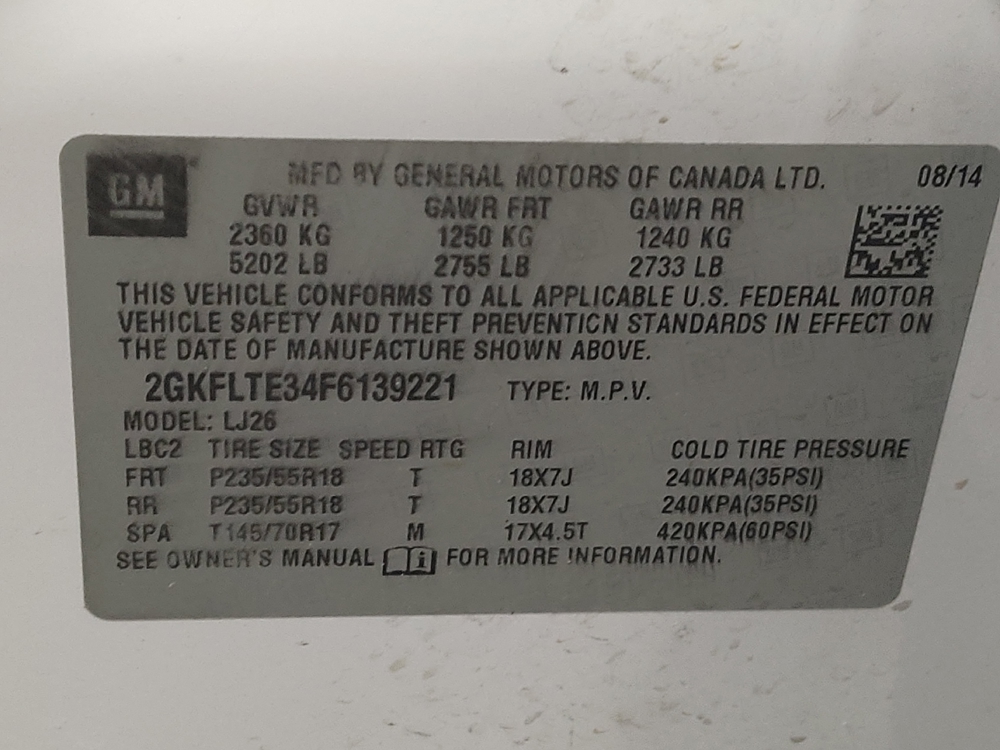 GM
MFD BY GENERAL MOTORS OF CANADA LTD. 08/14
GVWR GAWR FRT GAWR RR
2360 KG 1250 KG 1240 KG
5202 LB 2755 LB 2733 LB
THIS VEHICLE CONFORMS TO ALL APPLICABLE U.S. FEDERAL MOTOR
VEHICLE SAFETY AND THEFT PREVENTION STANDARDS IN EFFECT ON
THE DATE OF MANUFACTURE SHOWN ABOVE.
2GKFLTE34F6139221 TYPE: M.P.V.
MODEL: LJ26
LBC2 TIRE SIZE SPEED RTG RIM COLD TIRE PRESSURE
FRT P235/55R18 T 18X7J 240KPA(35PSI)
RR P235/55R18 T 18X7J 240KPA(35PSI)
SPA T145/70R17 M 17X4.5T 420KPA(60PSI)
SEE OWNER'S MANUAL i FOR MORE INFORMATION.